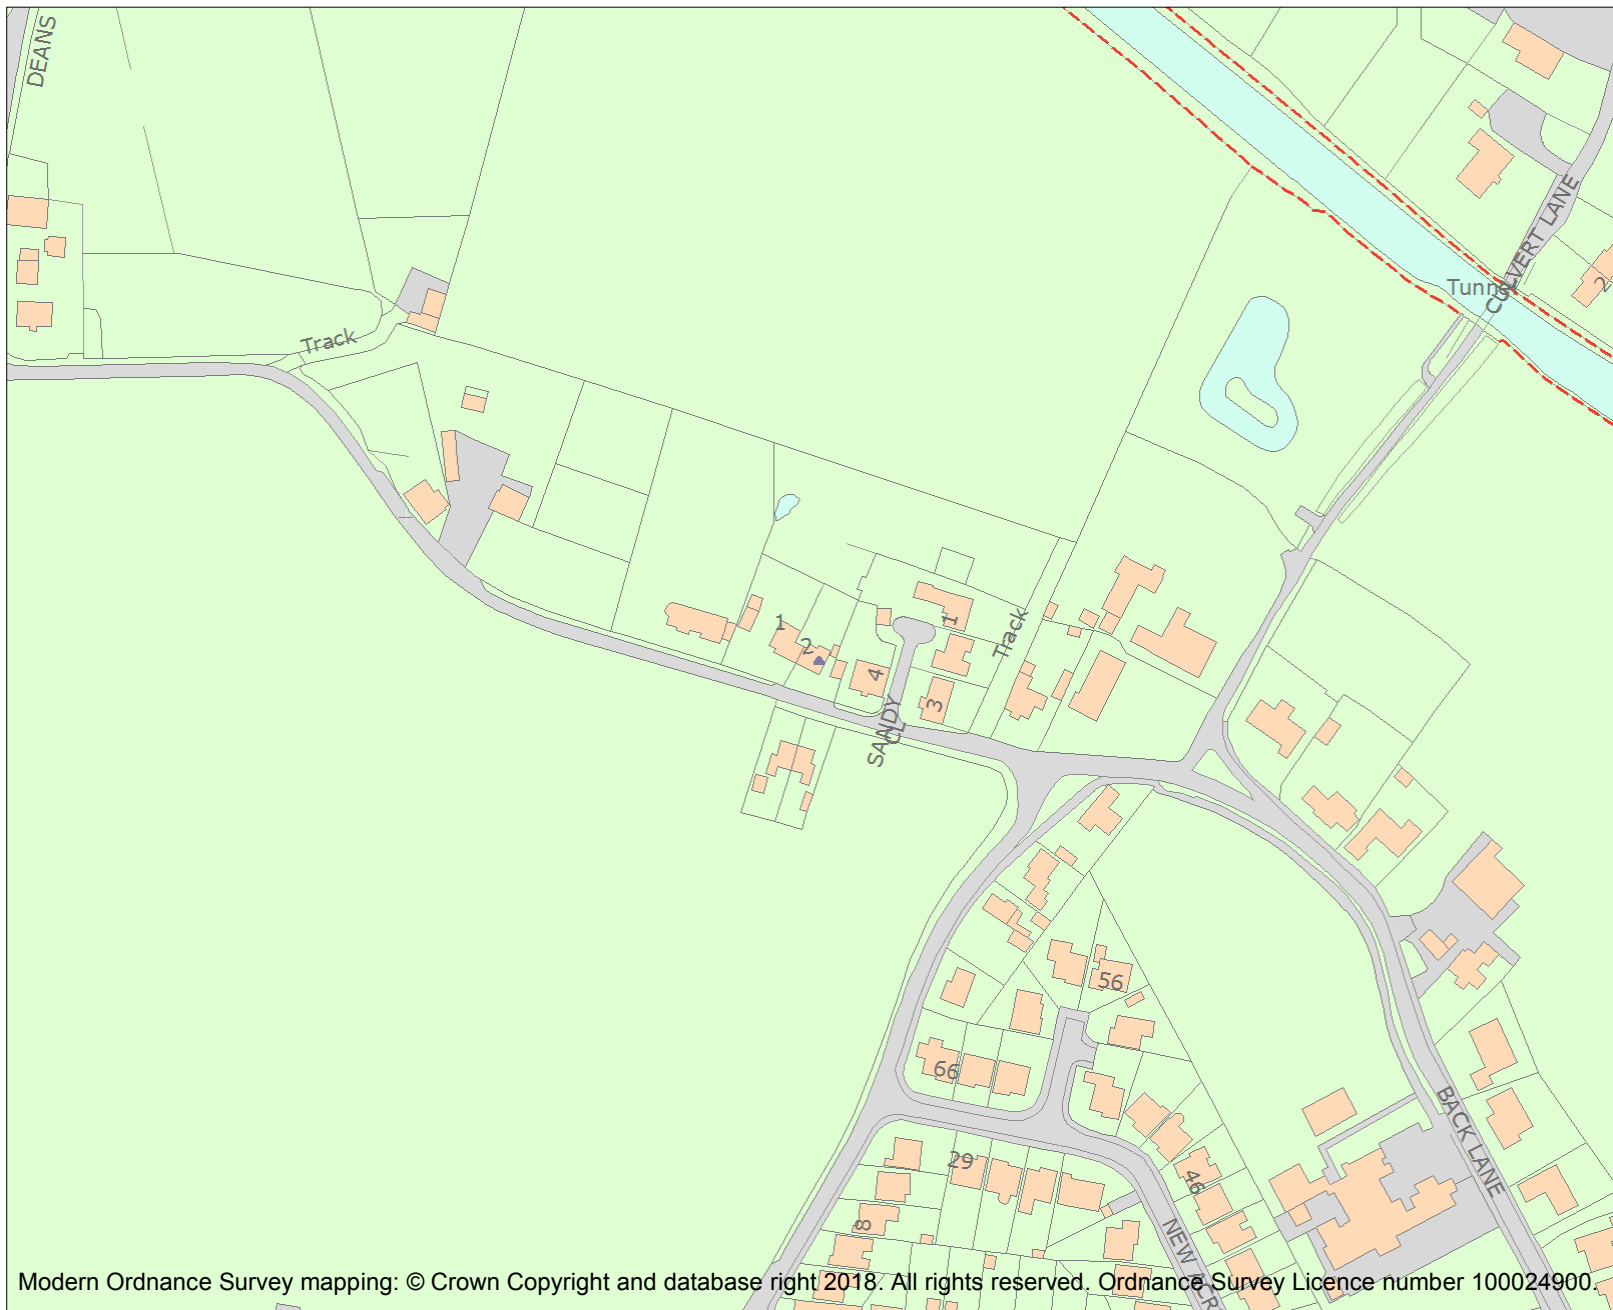 DEANS
CULVERT LANE
2
Tunnel
Track
1
2
1
Track
4
3
SANDY
CL
56
66
29
46
8
BACK LANE
NEW ACR
Modern Ordnance Survey mapping: © Crown Copyright and database right 2018. All rights reserved. Ordnance Survey Licence number 100024900.